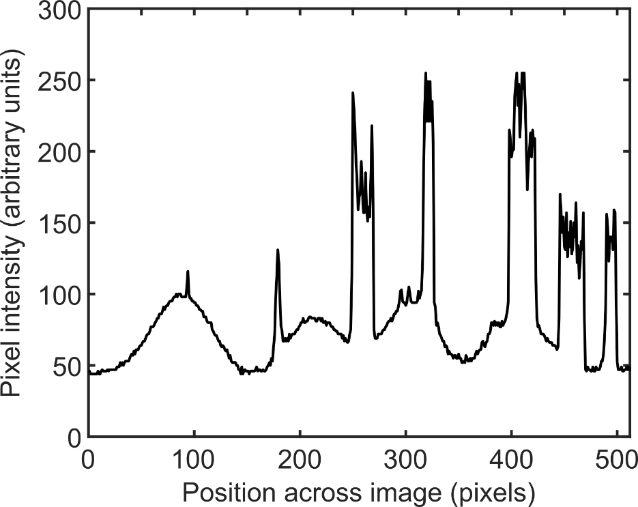 Pixel intensity (arbitrary units)
300
250
200
150
100
50
0
0 100 200 300 400 500
Position across image (pixels)